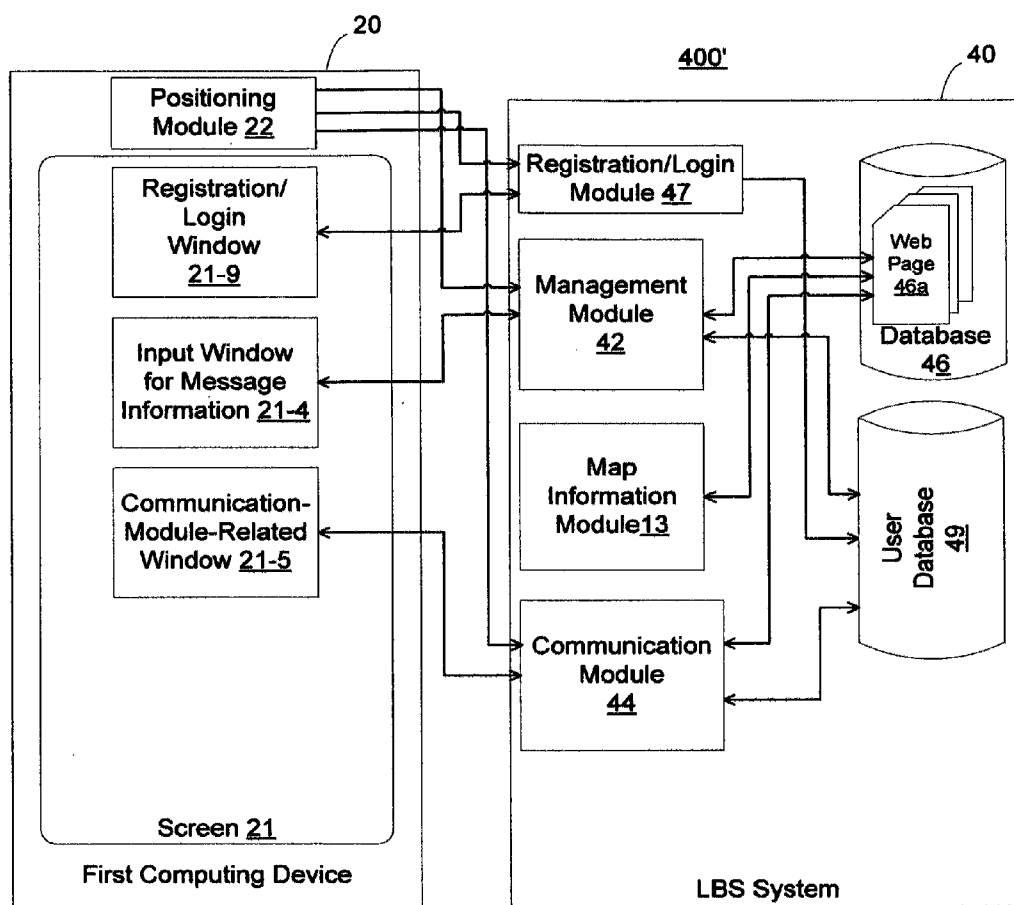 20
400'
40
Positioning
Module 22
Registration/
Login
Window
21-9
Input Window
for Message
Information 21-4
Communication-
Module-Related
Window 21-5
Screen 21
First Computing Device
Registration/Login
Module 47
Management
Module
42
Map
Information
Module13
Communication
Module
44
LBS System
Web
Page
46a
Database
46
User
Database
49